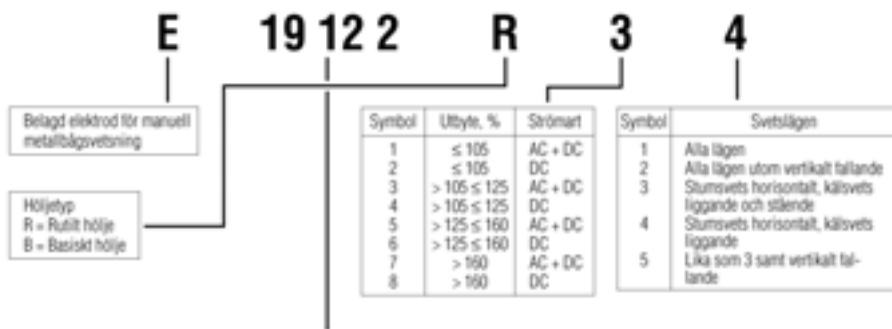 E 19 12 2 R 3 4
Belagd elektrod för manuell
metallbågsvetsning
Höljetyp
R = Rutilt hölje
B = Basiskt hölje
Symbol Utbyte, % Strömart
1 ≤ 105 AC + DC
2 ≤ 105 DC
3 > 105 ≤ 125 AC + DC
4 > 105 ≤ 125 DC
5 > 125 ≤ 160 AC + DC
6 > 125 ≤ 160 DC
7 > 160 AC + DC
8 > 160 DC
Symbol Svetslägen
1 Alla lägen
2 Alla lägen utom vertikalt fallande
3 Stumsvets horisontalt, kälsvets
liggande och stående
4 Stumsvets horisontalt, kälsvets
liggande
5 Lika som 3 samt vertikalt fal-
lande